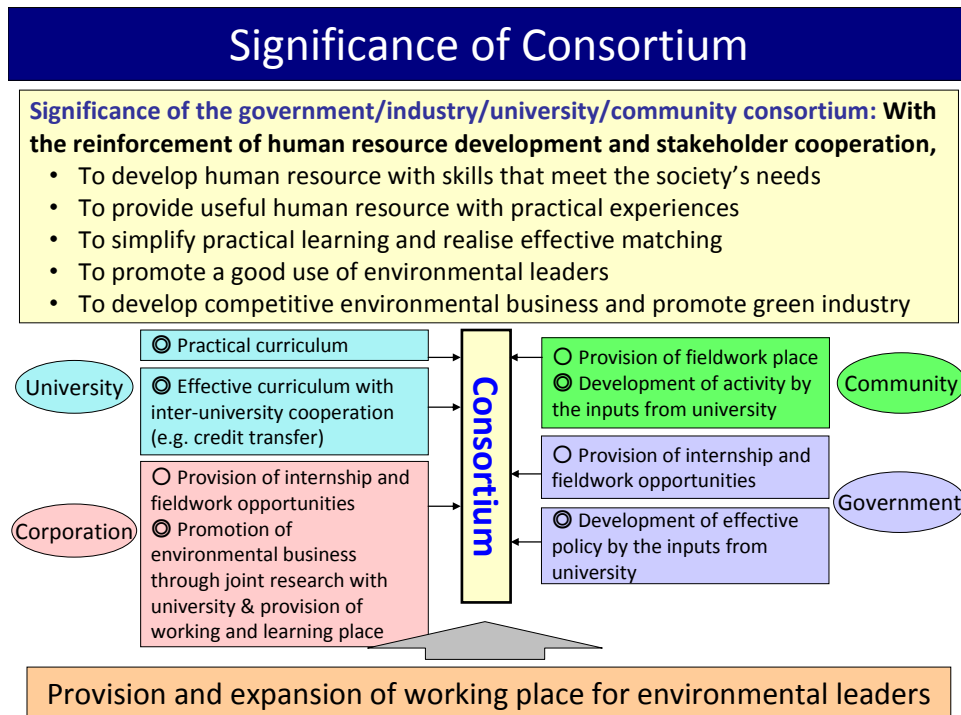 Significance of Consortium
Significance of the government/industry/university/community consortium: With
the reinforcement of human resource development and stakeholder cooperation,
• To develop human resource with skills that meet the society's needs
• To provide useful human resource with practical experiences
• To simplify practical learning and realise effective matching
• To promote a good use of environmental leaders
• To develop competitive environmental business and promote green industry
University
◎ Practical curriculum
◎ Effective curriculum with
inter-university cooperation
(e.g. credit transfer)
Corporation
○ Provision of internship and
fieldwork opportunities
◎ Promotion of
environmental business
through joint research with
university & provision of
working and learning place
Consortium
○ Provision of fieldwork place
◎ Development of activity by
the inputs from university
Community
○ Provision of internship and
fieldwork opportunities
◎ Development of effective
policy by the inputs from
university
Government
Provision and expansion of working place for environmental leaders